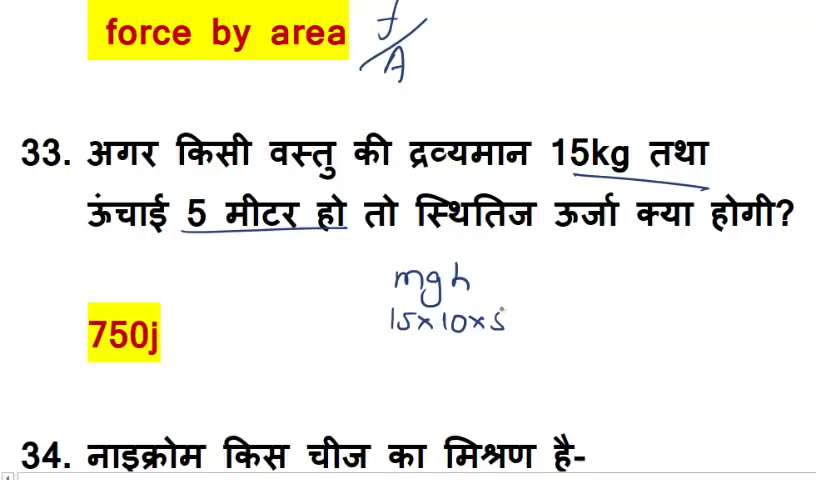 force by area
f/A
33. अगर किसी वस्तु की द्रव्यमान 15kg तथा
ऊंचाई 5 मीटर हो तो स्थितिज ऊर्जा क्या होगी?
mgh
15×10×5
750j
34. नाइक्रोम किस चीज का मिश्रण है-